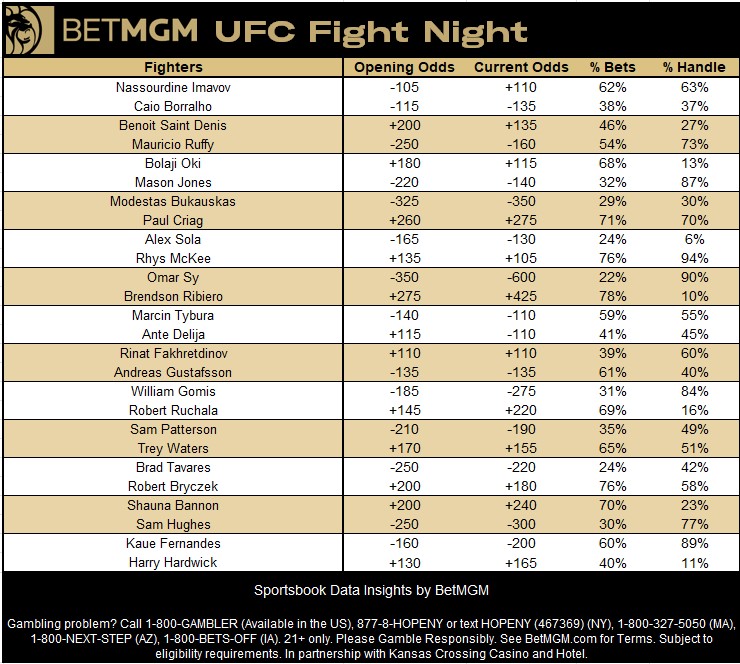 BETMGM UFC Fight Night
Fighters Opening Odds Current Odds % Bets % Handle
Nassourdine Imavov -105 +110 62% 63%
Caio Borralho -115 -135 38% 37%
Benoit Saint Denis +200 +135 46% 27%
Mauricio Ruffy -250 -160 54% 73%
Bolaji Oki +180 +115 68% 13%
Mason Jones -220 -140 32% 87%
Modestas Bukauskas -325 -350 29% 30%
Paul Criag +260 +275 71% 70%
Alex Sola -165 -130 24% 6%
Rhys McKee +135 +105 76% 94%
Omar Sy -350 -600 22% 90%
Brendson Ribiero +275 +425 78% 10%
Marcin Tybura -140 -110 59% 55%
Ante Delija +115 -110 41% 45%
Rinat Fakhretdinov +110 +110 39% 60%
Andreas Gustafsson -135 -135 61% 40%
William Gomis -185 -275 31% 84%
Robert Ruchala +145 +220 69% 16%
Sam Patterson -210 -190 35% 49%
Trey Waters +170 +155 65% 51%
Brad Tavares -250 -220 24% 42%
Robert Bryczek +200 +180 76% 58%
Shauna Bannon +200 +240 70% 23%
Sam Hughes -250 -300 30% 77%
Kaue Fernandes -160 -200 60% 89%
Harry Hardwick +130 +165 40% 11%
Sportsbook Data Insights by BetMGM
Gambling problem? Call 1-800-GAMBLER (Available in the US), 877-8-HOPENY or text HOPENY (467369) (NY), 1-800-327-5050 (MA),
1-800-NEXT-STEP (AZ), 1-800-BETS-OFF (IA). 21+ only. Please Gamble Responsibly. See BetMGM.com for Terms. Subject to
eligibility requirements. In partnership with Kansas Crossing Casino and Hotel.